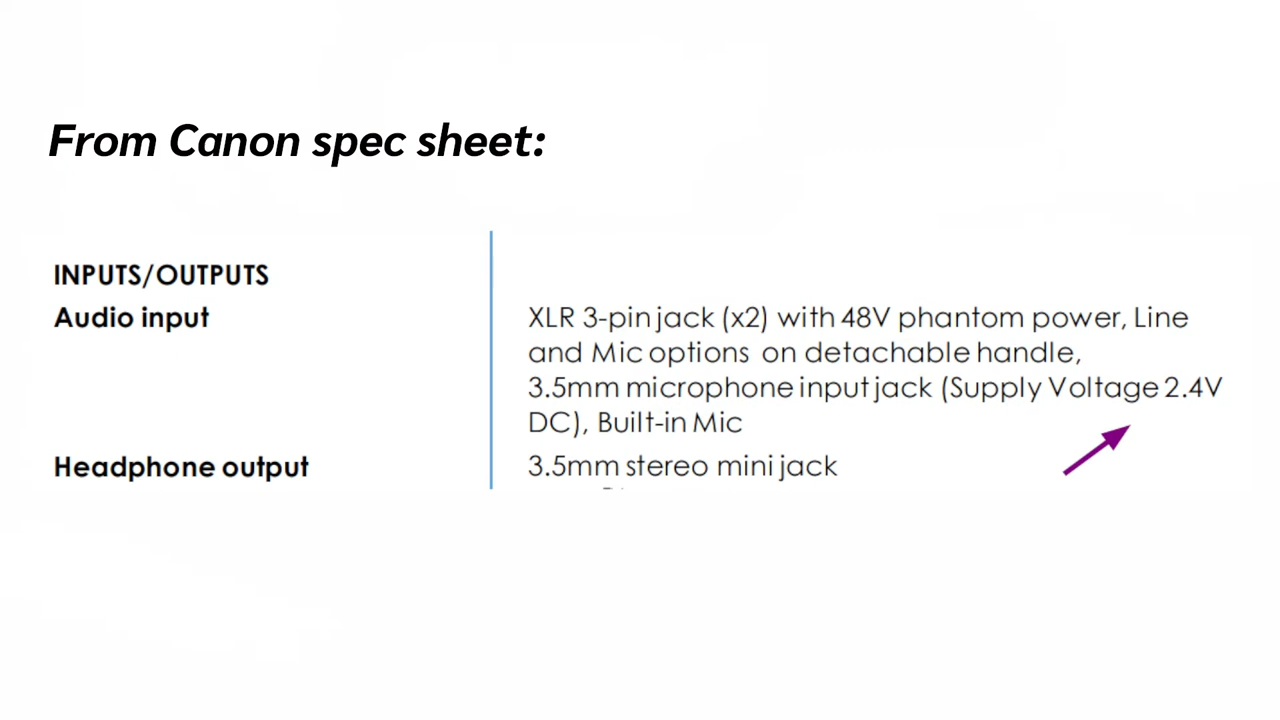 From Canon spec sheet:
INPUTS/OUTPUTS
Audio input
XLR 3-pin jack (x2) with 48V phantom power, Line
and Mic options on detachable handle,
3.5mm microphone input jack (Supply Voltage 2.4V
DC), Built-in Mic
Headphone output
3.5mm stereo mini jack